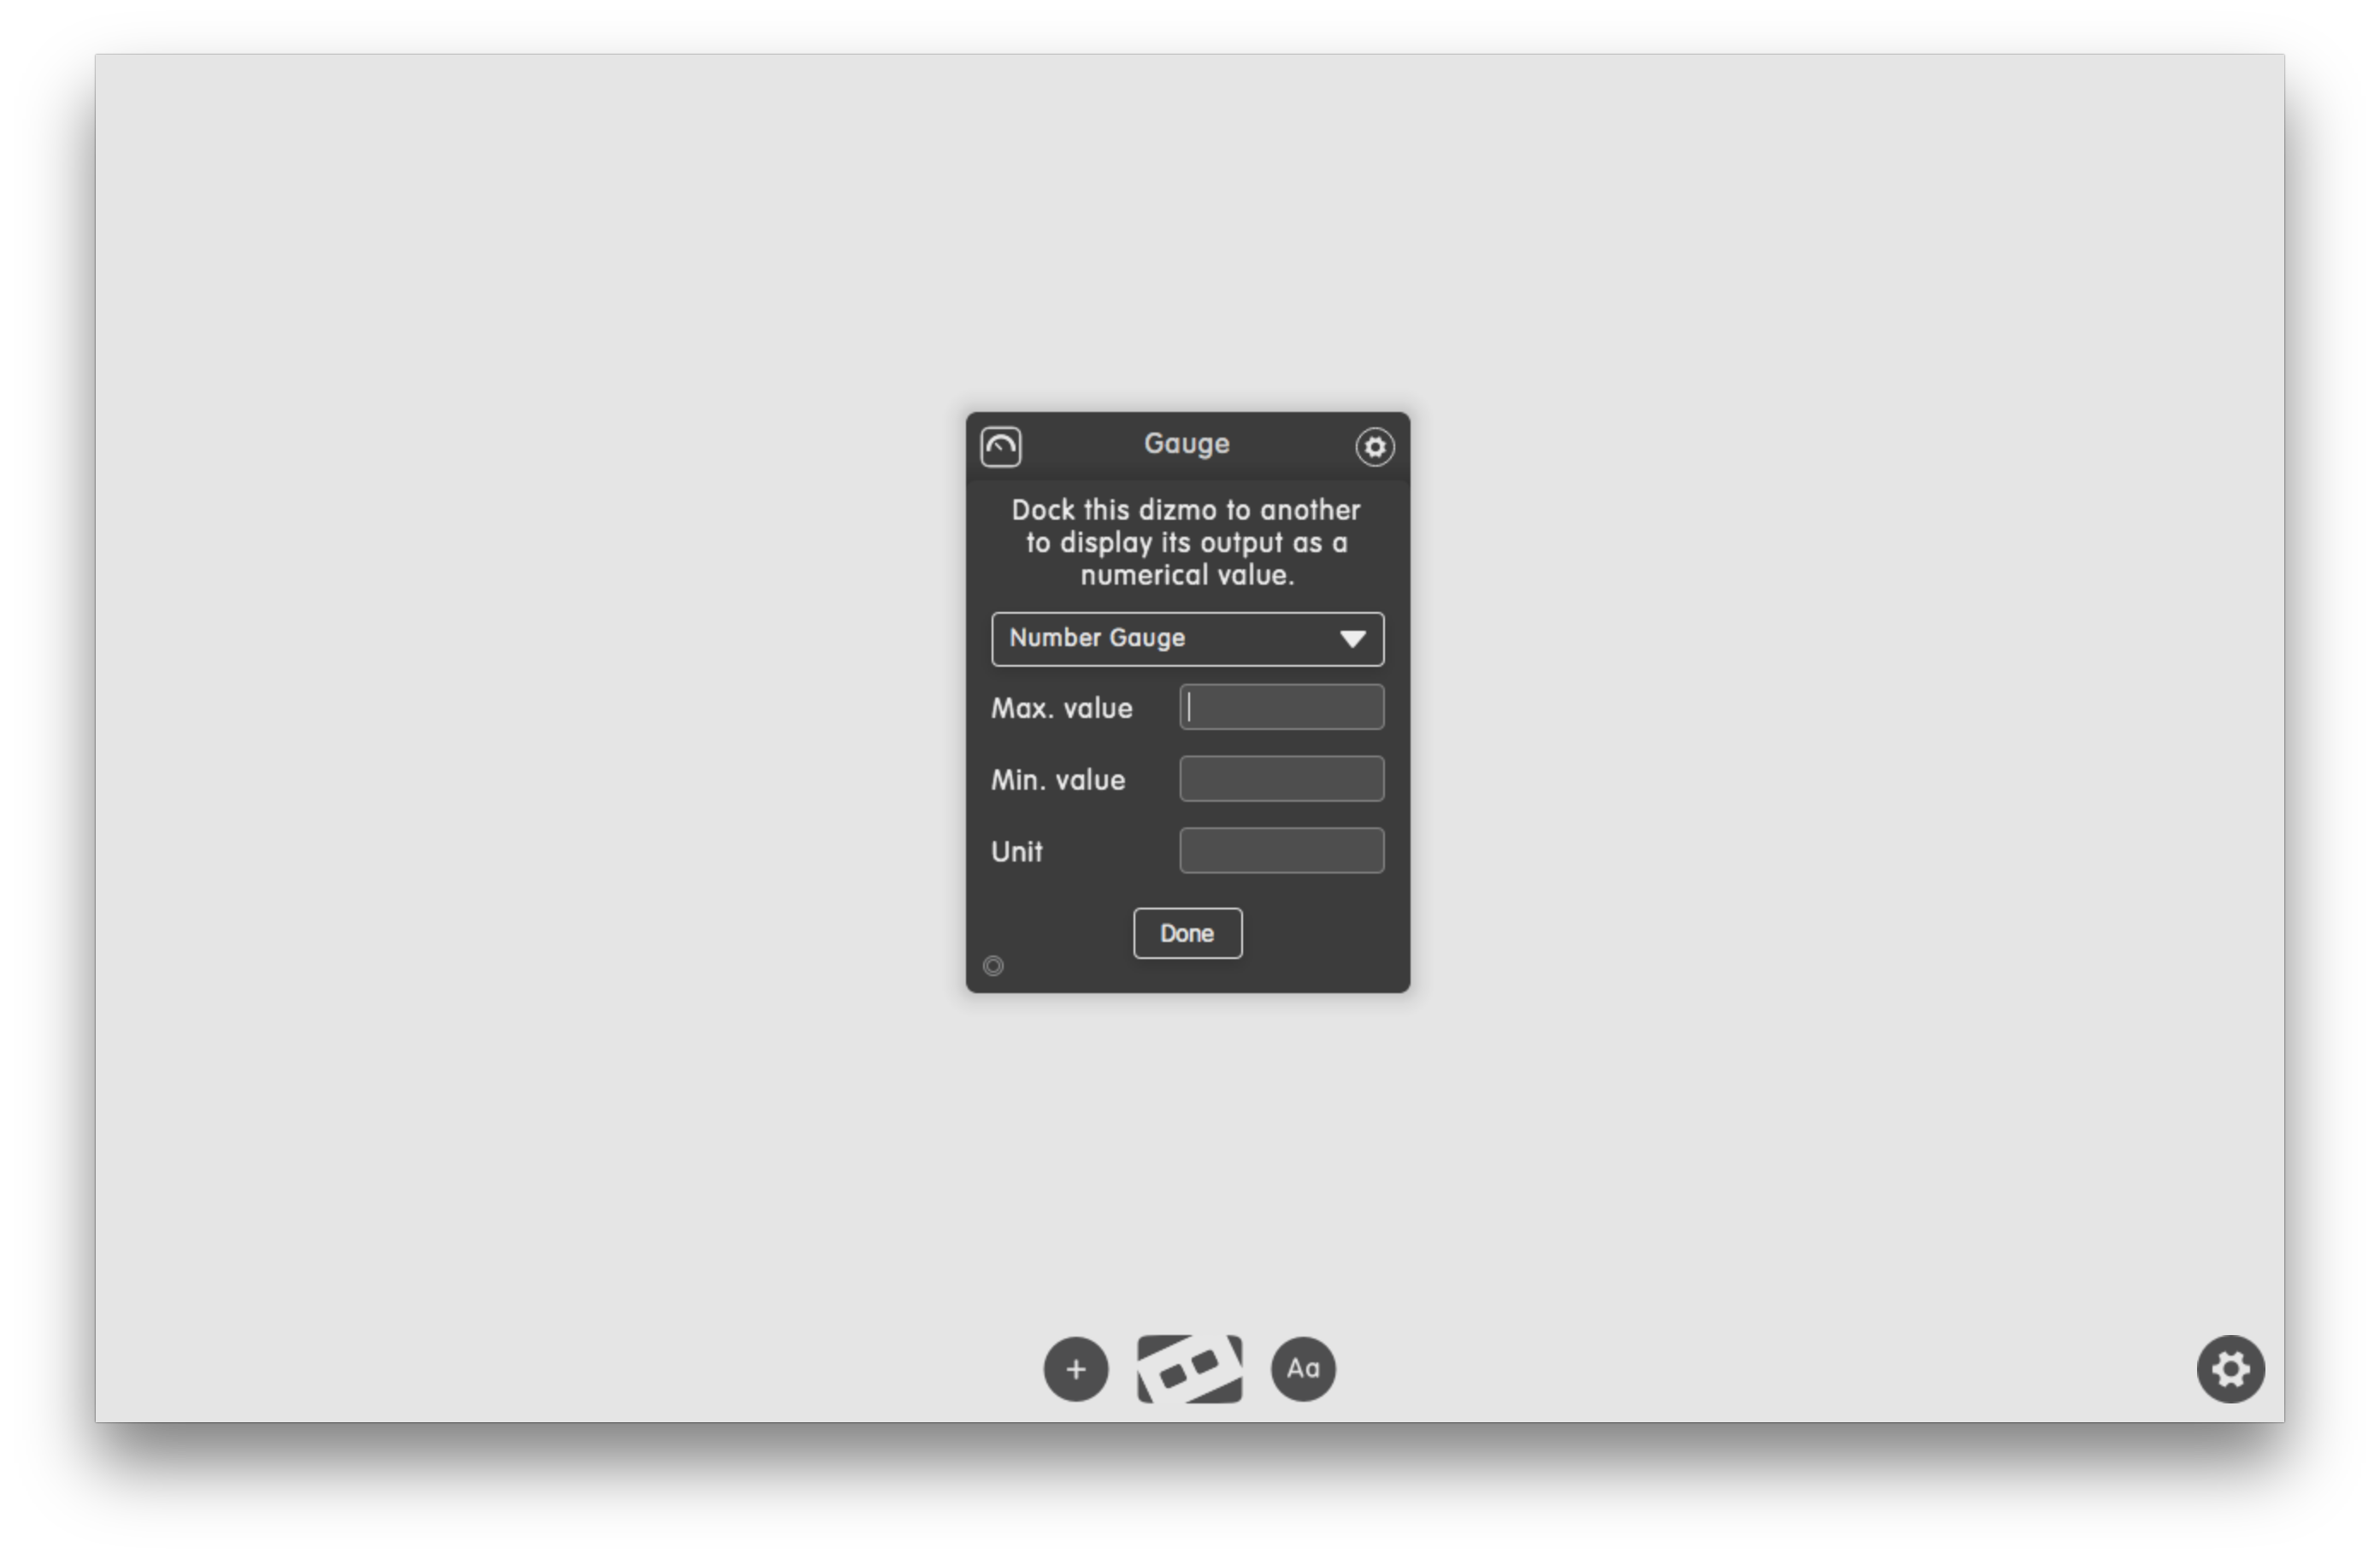 Gauge
Dock this dizmo to another
to display its output as a
numerical value.
Number Gauge
Max. value
Min. value
Unit
Done
+
Aa